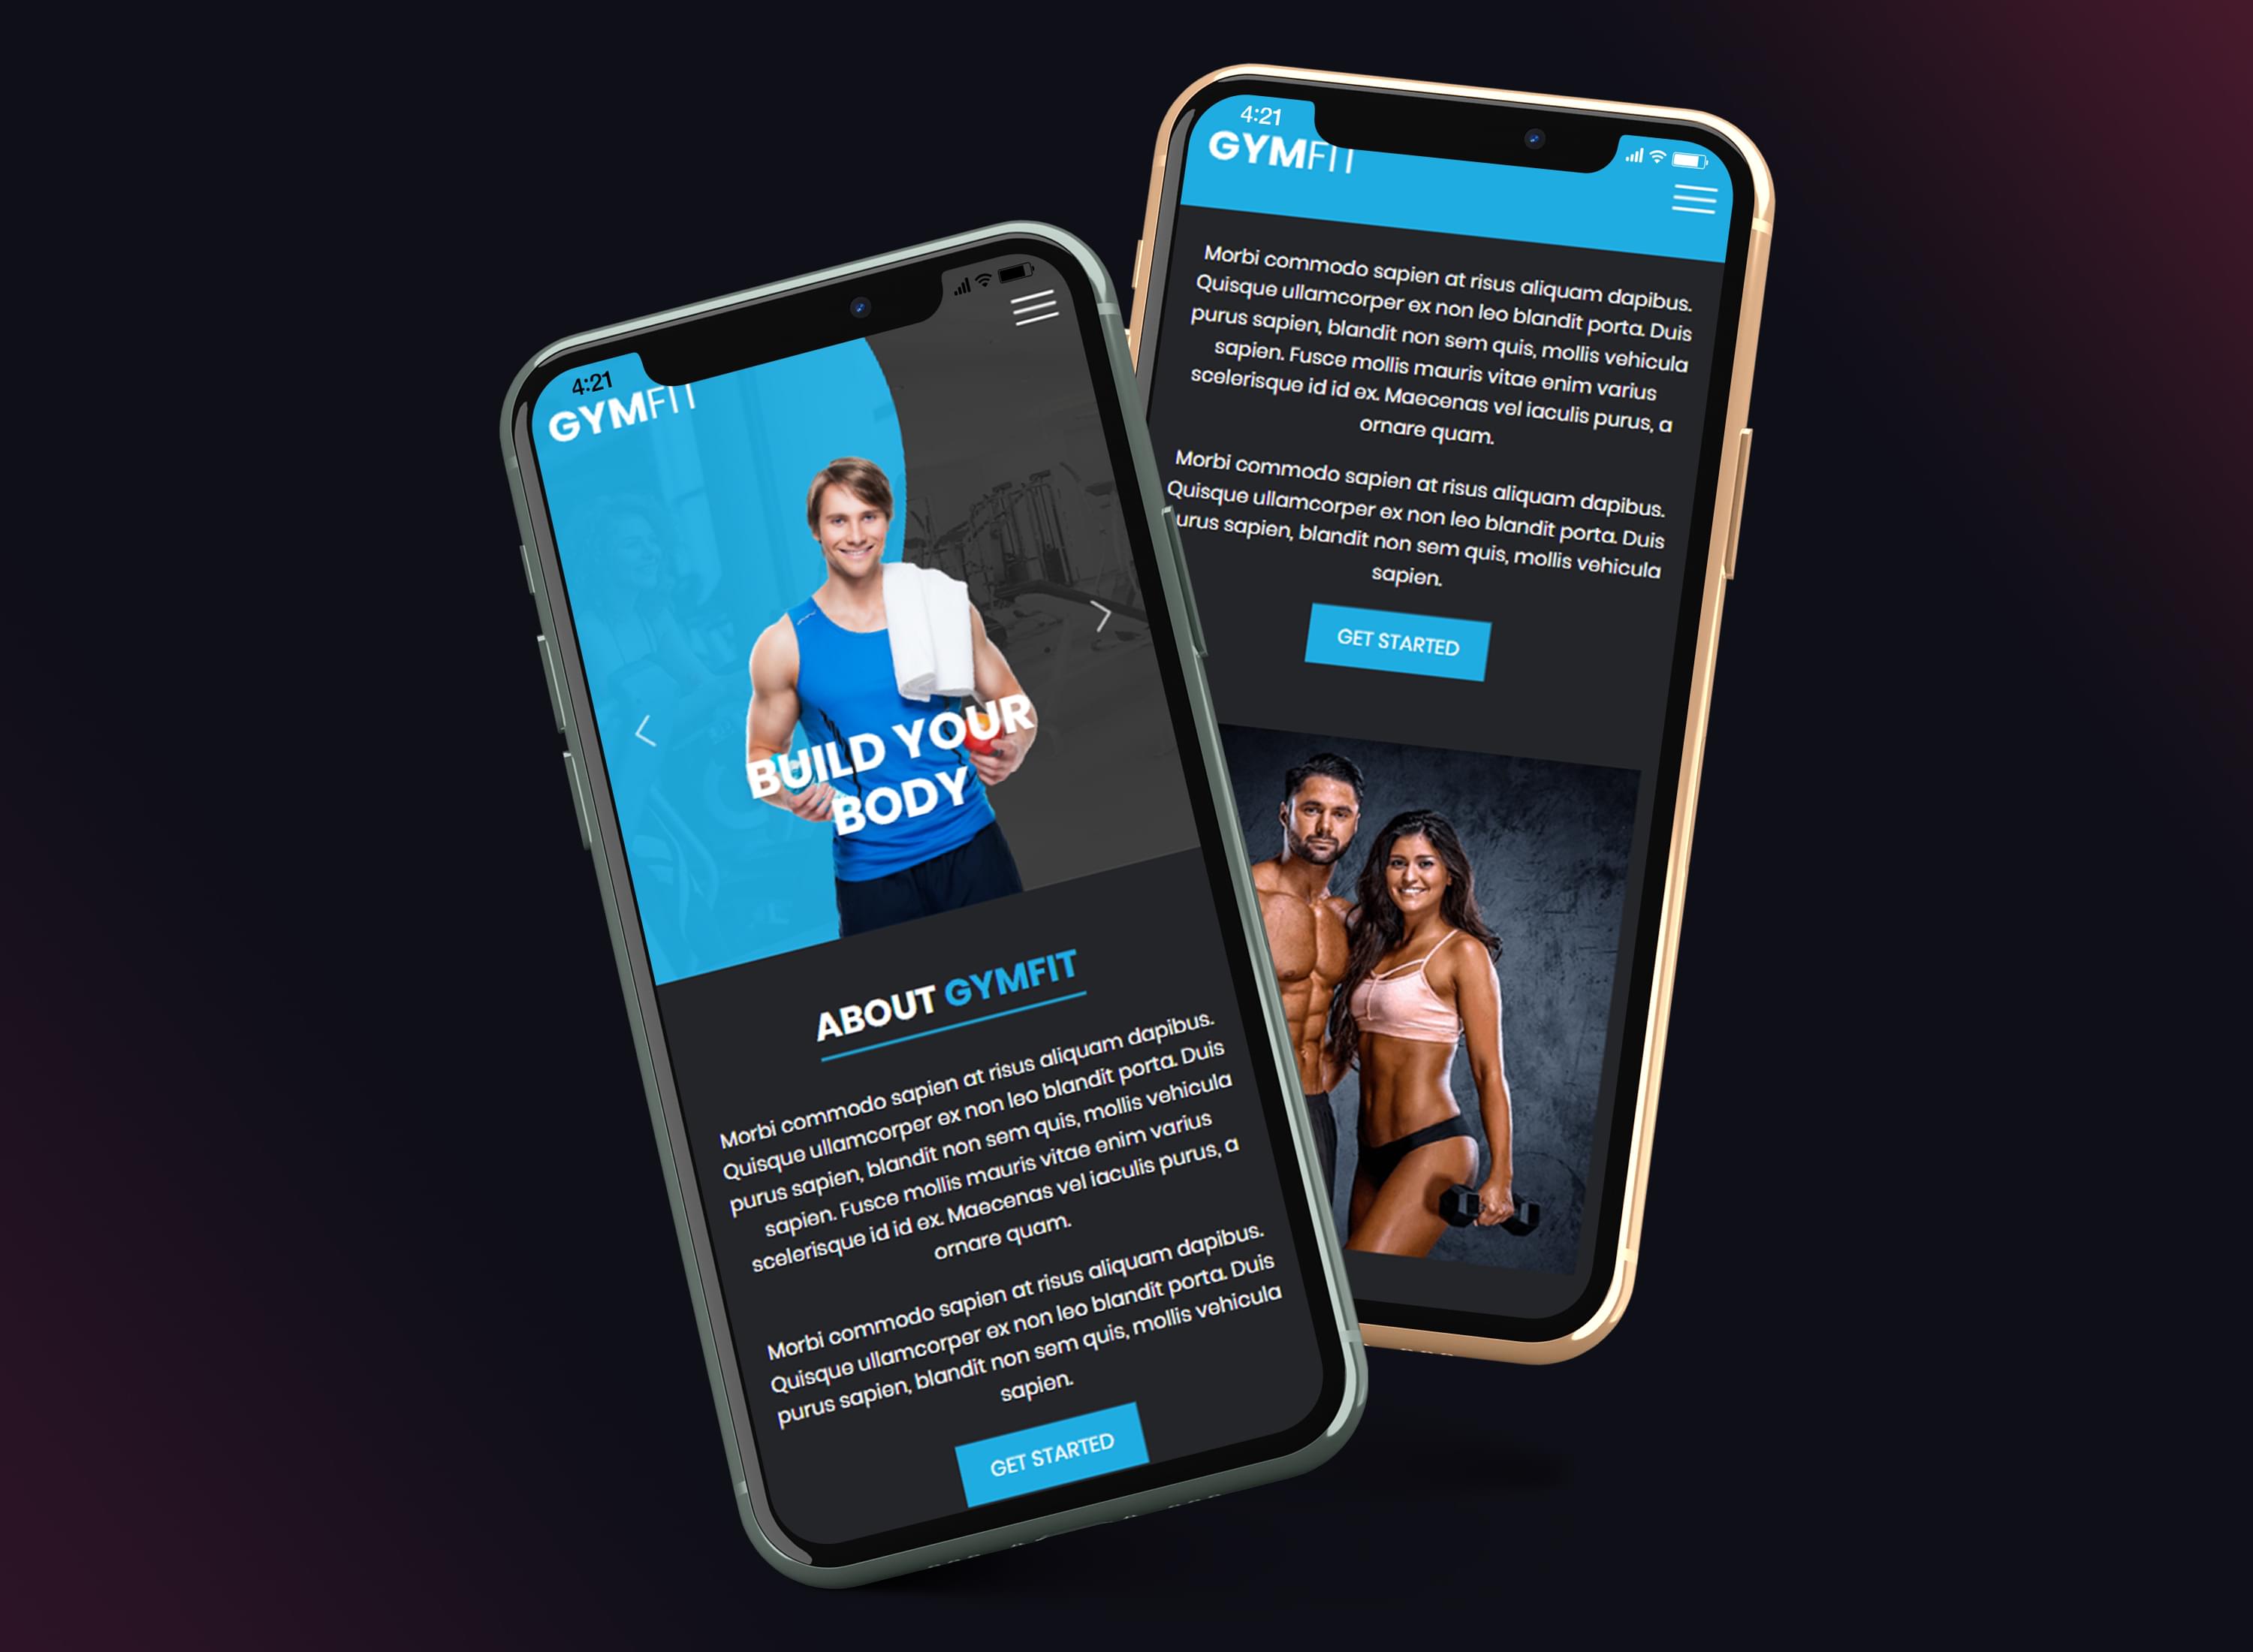 4:21
GYMFIT
BUILD YOUR
BODY
ABOUT GYMFIT
Morbi commodo sapien at risus aliquam dapibus.
Quisque ullamcorper ex non leo blandit porta. Duis
purus sapien, blandit non sem quis, mollis vehicula
sapien. Fusce mollis mauris vitae enim varius
scelerisque id id ex. Maecenas vel iaculis purus, a
ornare quam.
Morbi commodo sapien at risus aliquam dapibus.
Quisque ullamcorper ex non leo blandit porta. Duis
purus sapien, blandit non sem quis, mollis vehicula
sapien.
GET STARTED
4:21
GYMFIT
Morbi commodo sapien at risus aliquam dapibus.
Quisque ullamcorper ex non leo blandit porta. Duis
purus sapien, blandit non sem quis, mollis vehicula
sapien. Fusce mollis mauris vitae enim varius
scelerisque id id ex. Maecenas vel iaculis purus, a
ornare quam.
Morbi commodo sapien at risus aliquam dapibus.
Quisque ullamcorper ex non leo blandit porta. Duis
urus sapien, blandit non sem quis, mollis vehicula
sapien.
GET STARTED